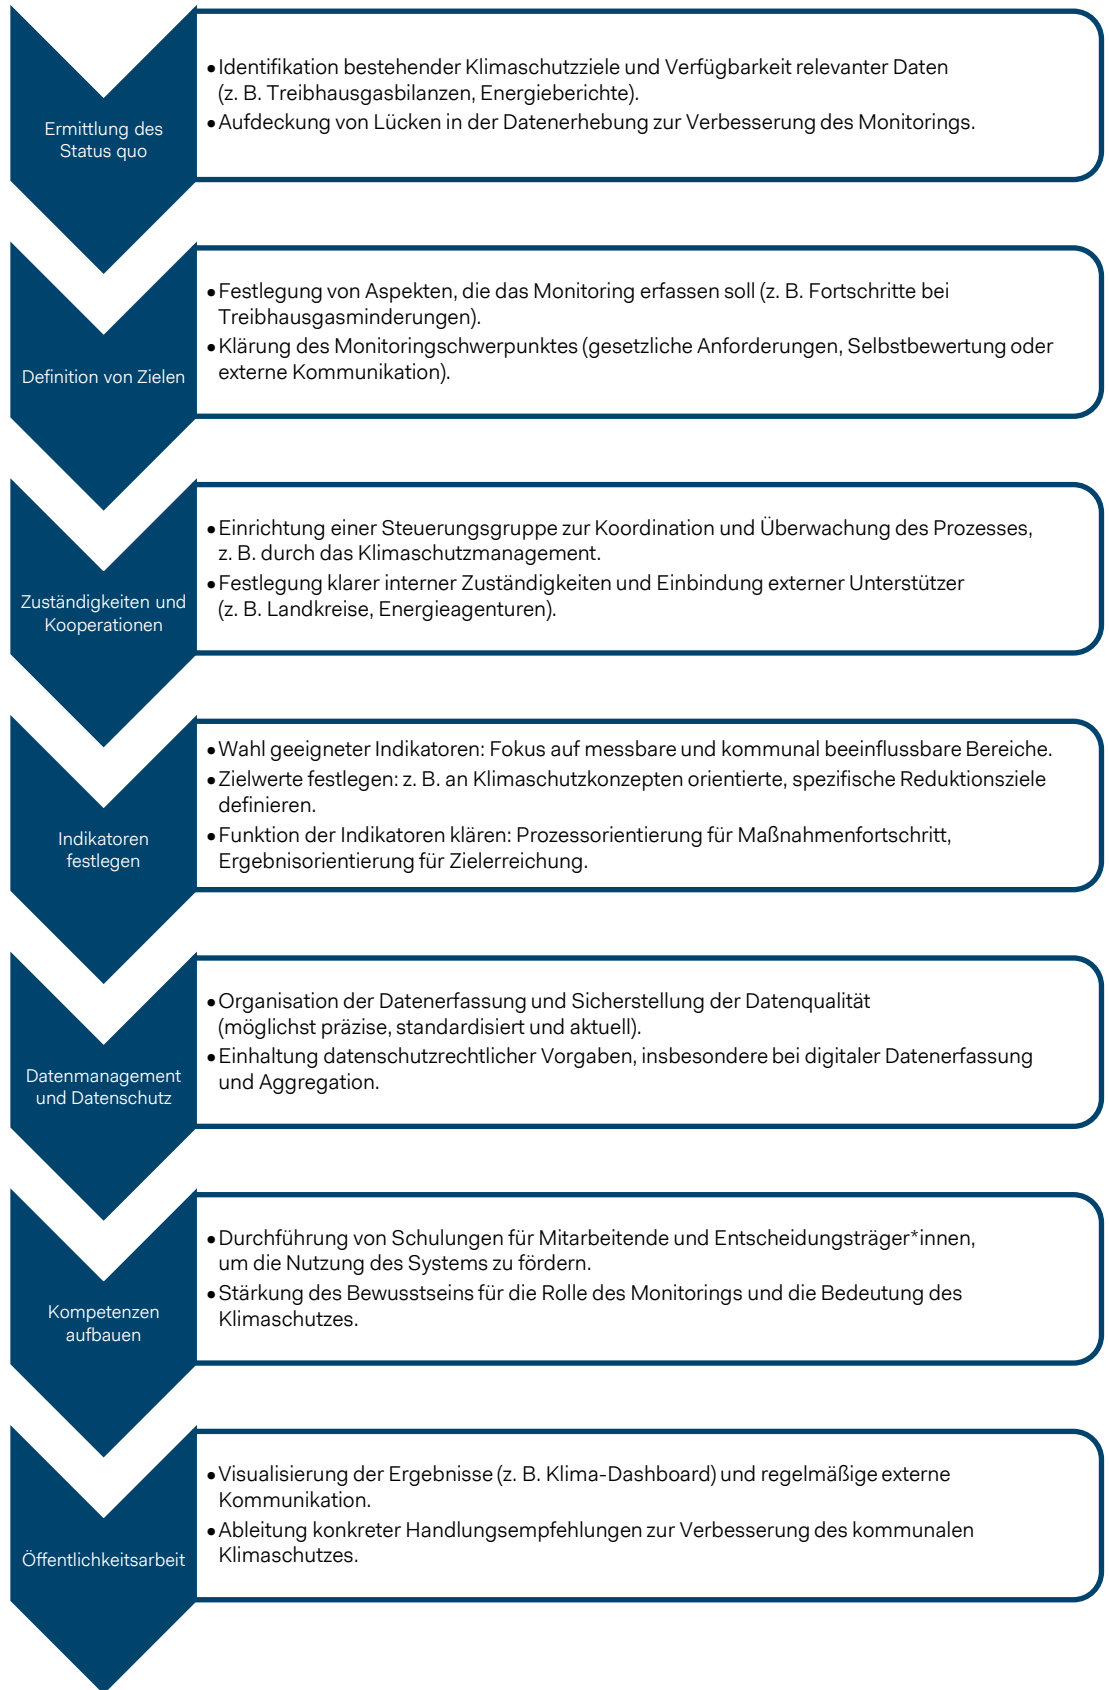 Ermittlung des
Status quo
•Identifikation bestehender Klimaschutzziele und Verfügbarkeit relevanter Daten
(z. B. Treibhausgasbilanzen, Energieberichte).
•Aufdeckung von Lücken in der Datenerhebung zur Verbesserung des Monitorings.
Definition von Zielen
•Festlegung von Aspekten, die das Monitoring erfassen soll (z. B. Fortschritte bei
Treibhausgasminderungen).
•Klärung des Monitoringschwerpunktes (gesetzliche Anforderungen, Selbstbewertung oder
externe Kommunikation).
Zuständigkeiten und
Kooperationen
•Einrichtung einer Steuerungsgruppe zur Koordination und Überwachung des Prozesses,
z. B. durch das Klimaschutzmanagement.
•Festlegung klarer interner Zuständigkeiten und Einbindung externer Unterstützer
(z. B. Landkreise, Energieagenturen).
Indikatoren
festlegen
•Wahl geeigneter Indikatoren: Fokus auf messbare und kommunal beeinflussbare Bereiche.
•Zielwerte festlegen: z. B. an Klimaschutzkonzepten orientierte, spezifische Reduktionsziele
definieren.
•Funktion der Indikatoren klären: Prozessorientierung für Maßnahmenfortschritt,
Ergebnisorientierung für Zielerreichung.
Datenmanagement
und Datenschutz
•Organisation der Datenerfassung und Sicherstellung der Datenqualität
(möglichst präzise, standardisiert und aktuell).
•Einhaltung datenschutzrechtlicher Vorgaben, insbesondere bei digitaler Datenerfassung
und Aggregation.
Kompetenzen
aufbauen
•Durchführung von Schulungen für Mitarbeitende und Entscheidungsträger*innen,
um die Nutzung des Systems zu fördern.
•Stärkung des Bewusstseins für die Rolle des Monitorings und die Bedeutung des
Klimaschutzes.
Öffentlichkeitsarbeit
•Visualisierung der Ergebnisse (z. B. Klima-Dashboard) und regelmäßige externe
Kommunikation.
•Ableitung konkreter Handlungsempfehlungen zur Verbesserung des kommunalen
Klimaschutzes.